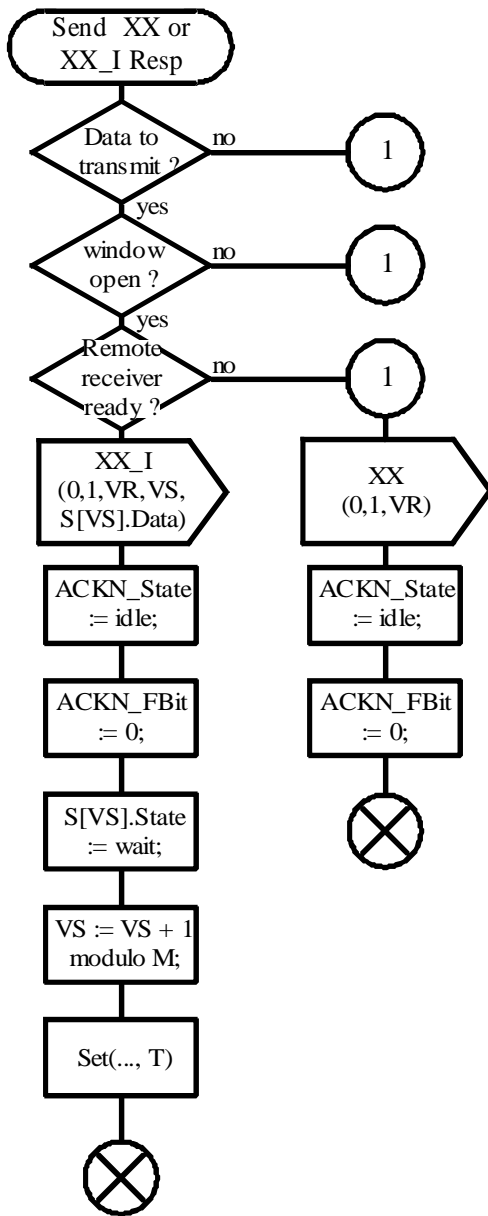 Send XX or
XX_I Resp
Data to
transmit ?
no
1
yes
window
open ?
no
1
yes
Remote
receiver
ready ?
no
1
XX_I
(0,1,VR,VS,
S[VS].Data)
XX
(0,1,VR)
ACKN_State
:= idle;
ACKN_State
:= idle;
ACKN_FBit
:= 0;
ACKN_FBit
:= 0;
S[VS].State
:= wait;
VS := VS + 1
modulo M;
Set(..., T)